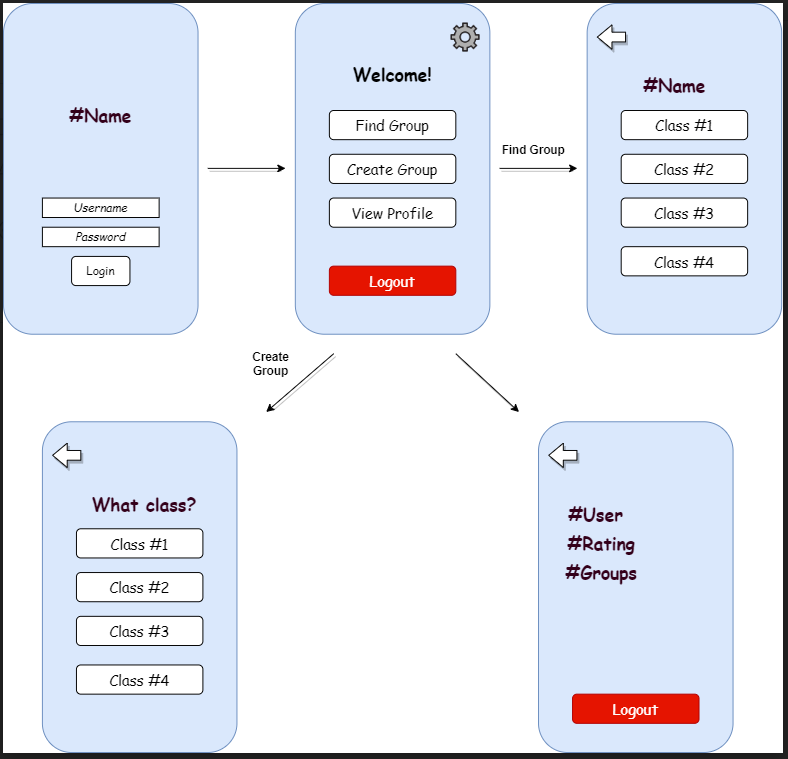 #Name
Username
Password
Login
Welcome!
Find Group
Create Group
View Profile
Logout
Find Group
#Name
Class #1
Class #2
Class #3
Class #4
Create
Group
What class?
Class #1
Class #2
Class #3
Class #4
#User
#Rating
#Groups
Logout